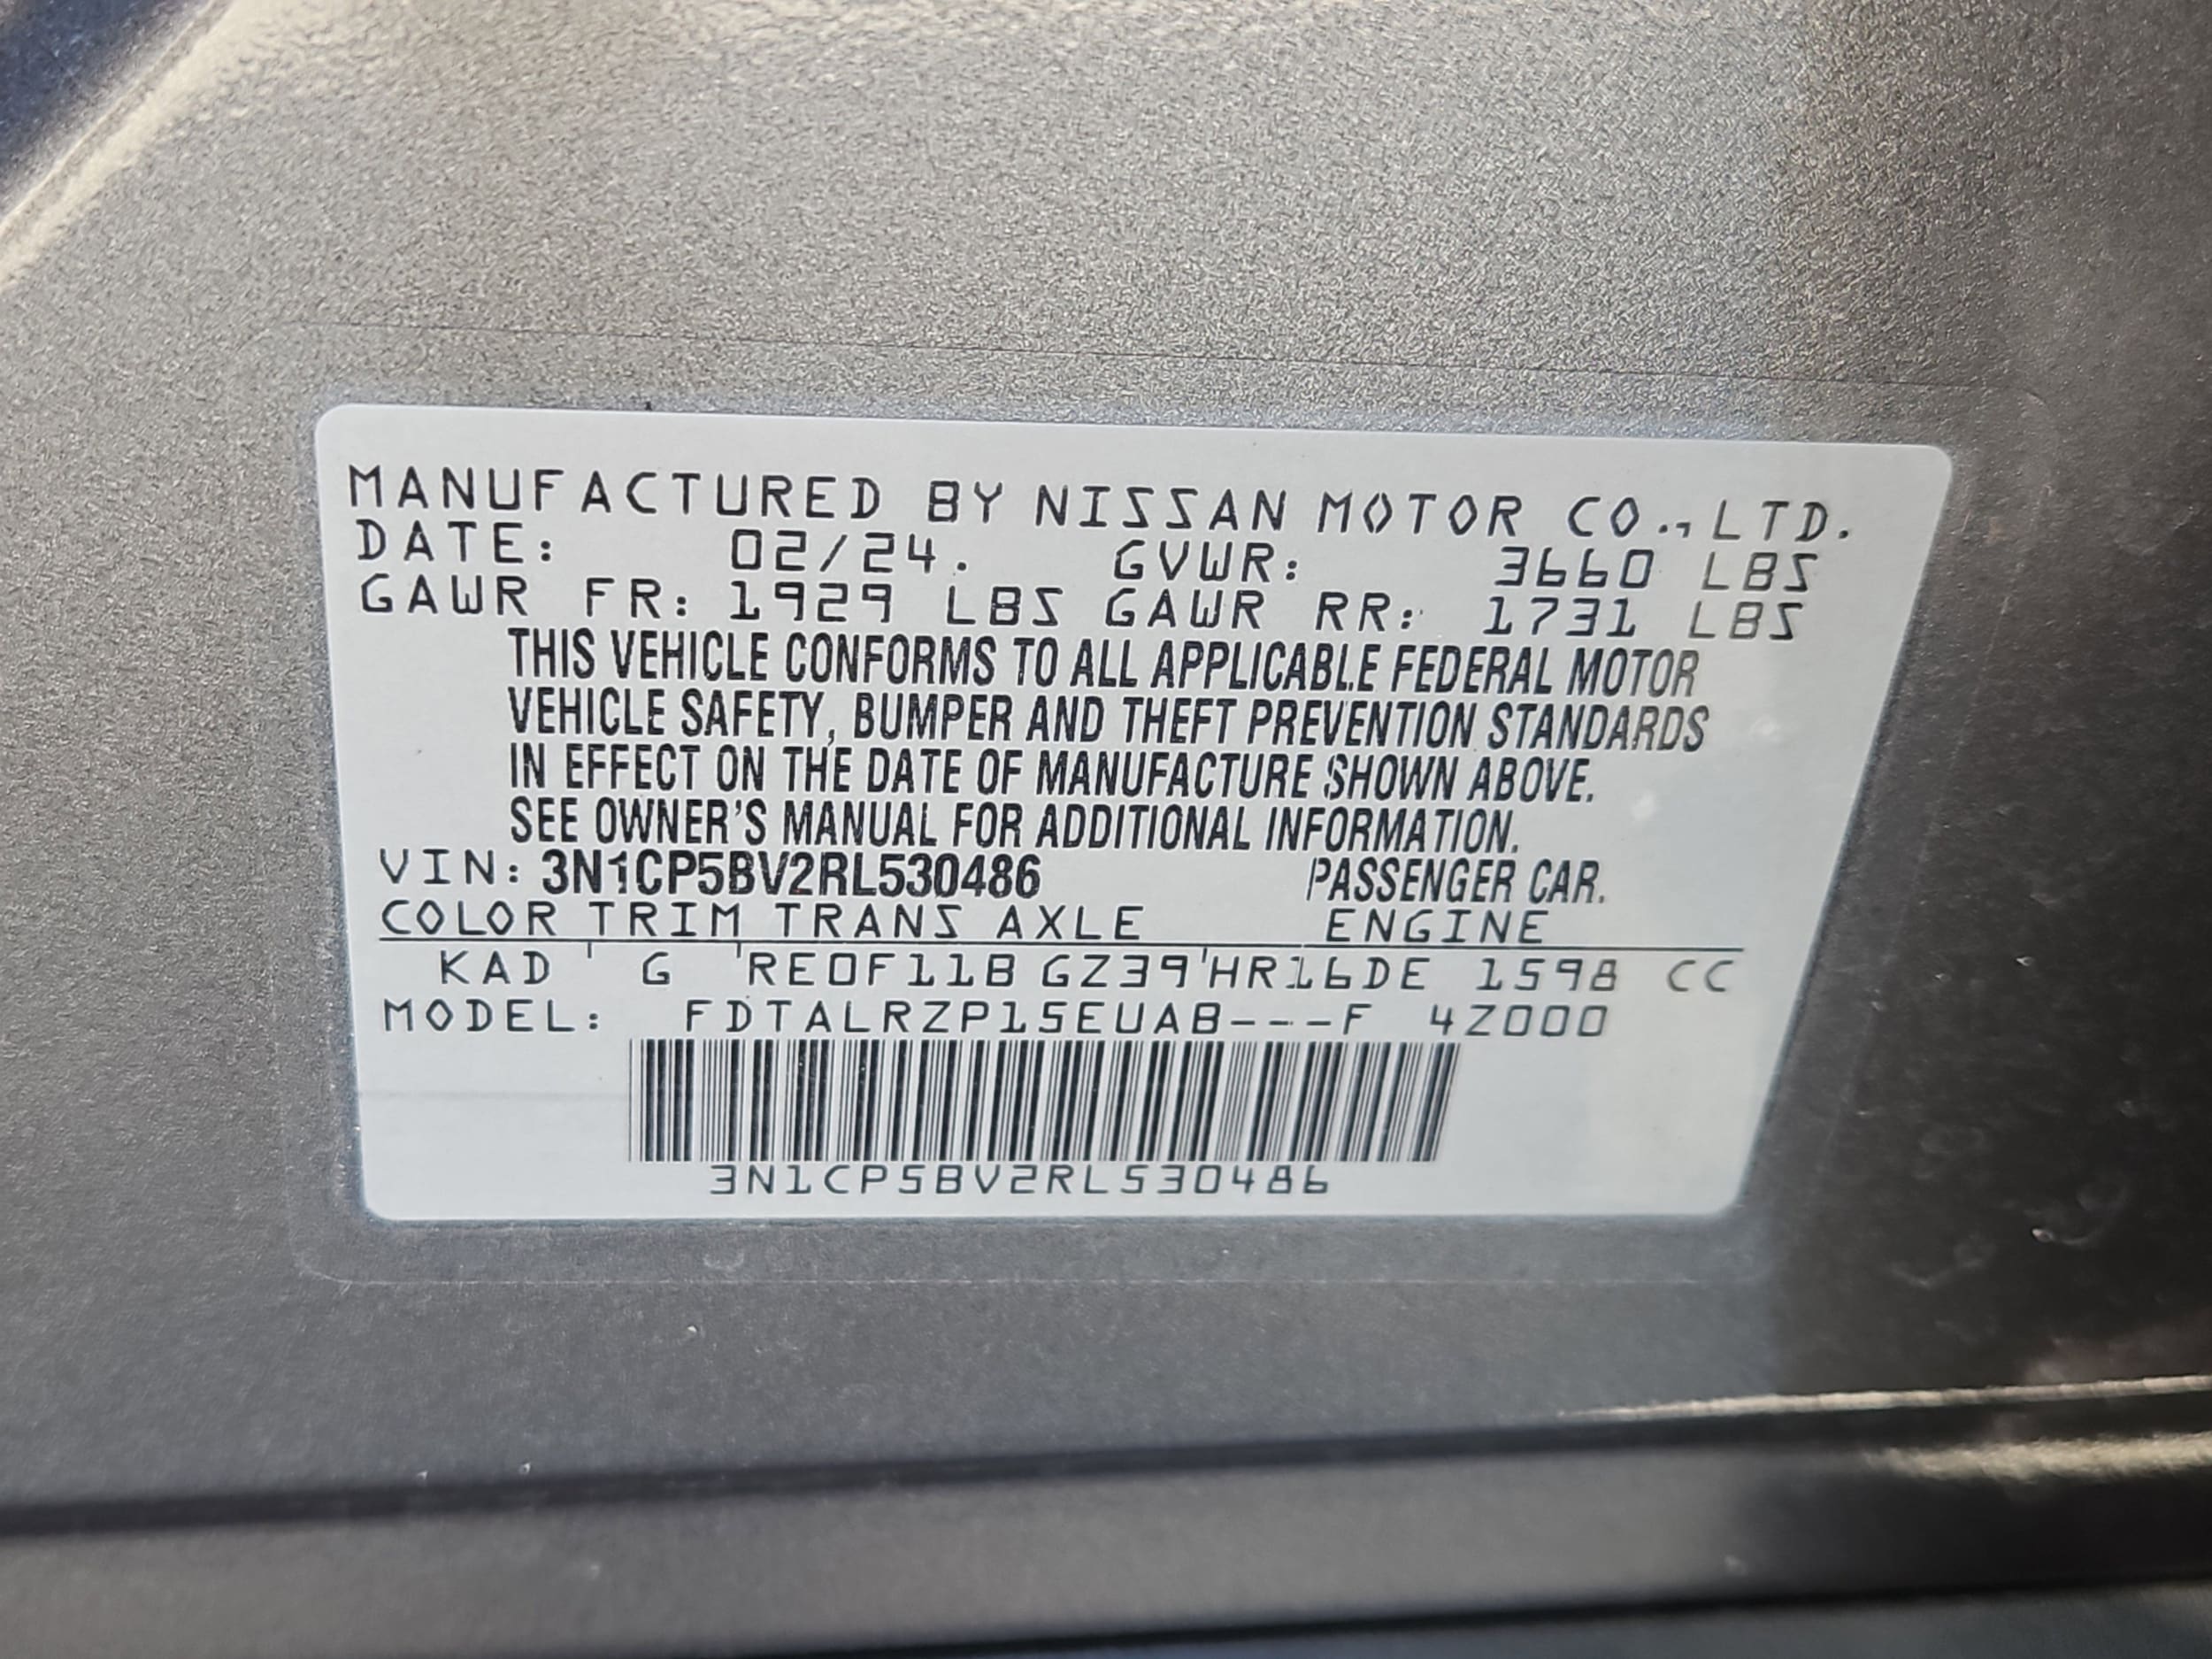 MANUFACTURED BY NISSAN MOTOR CO., LTD.
DATE: 02/24. GVWR: 3660 LBS
GAWR FR: 1929 LBS GAWR RR: 1731 LBS
THIS VEHICLE CONFORMS TO ALL APPLICABLE FEDERAL MOTOR
VEHICLE SAFETY, BUMPER AND THEFT PREVENTION STANDARDS
IN EFFECT ON THE DATE OF MANUFACTURE SHOWN ABOVE.
SEE OWNER'S MANUAL FOR ADDITIONAL INFORMATION.
VIN: 3N1CP5BV2RL530486 PASSENGER CAR.
COLOR TRIM TRANS AXLE ENGINE
KAD G RE0F11B GZ39 HR16DE 1598 CC
MODEL: FDTALRZP15EUAB---F 4Z000
3N1CP5BV2RL530486